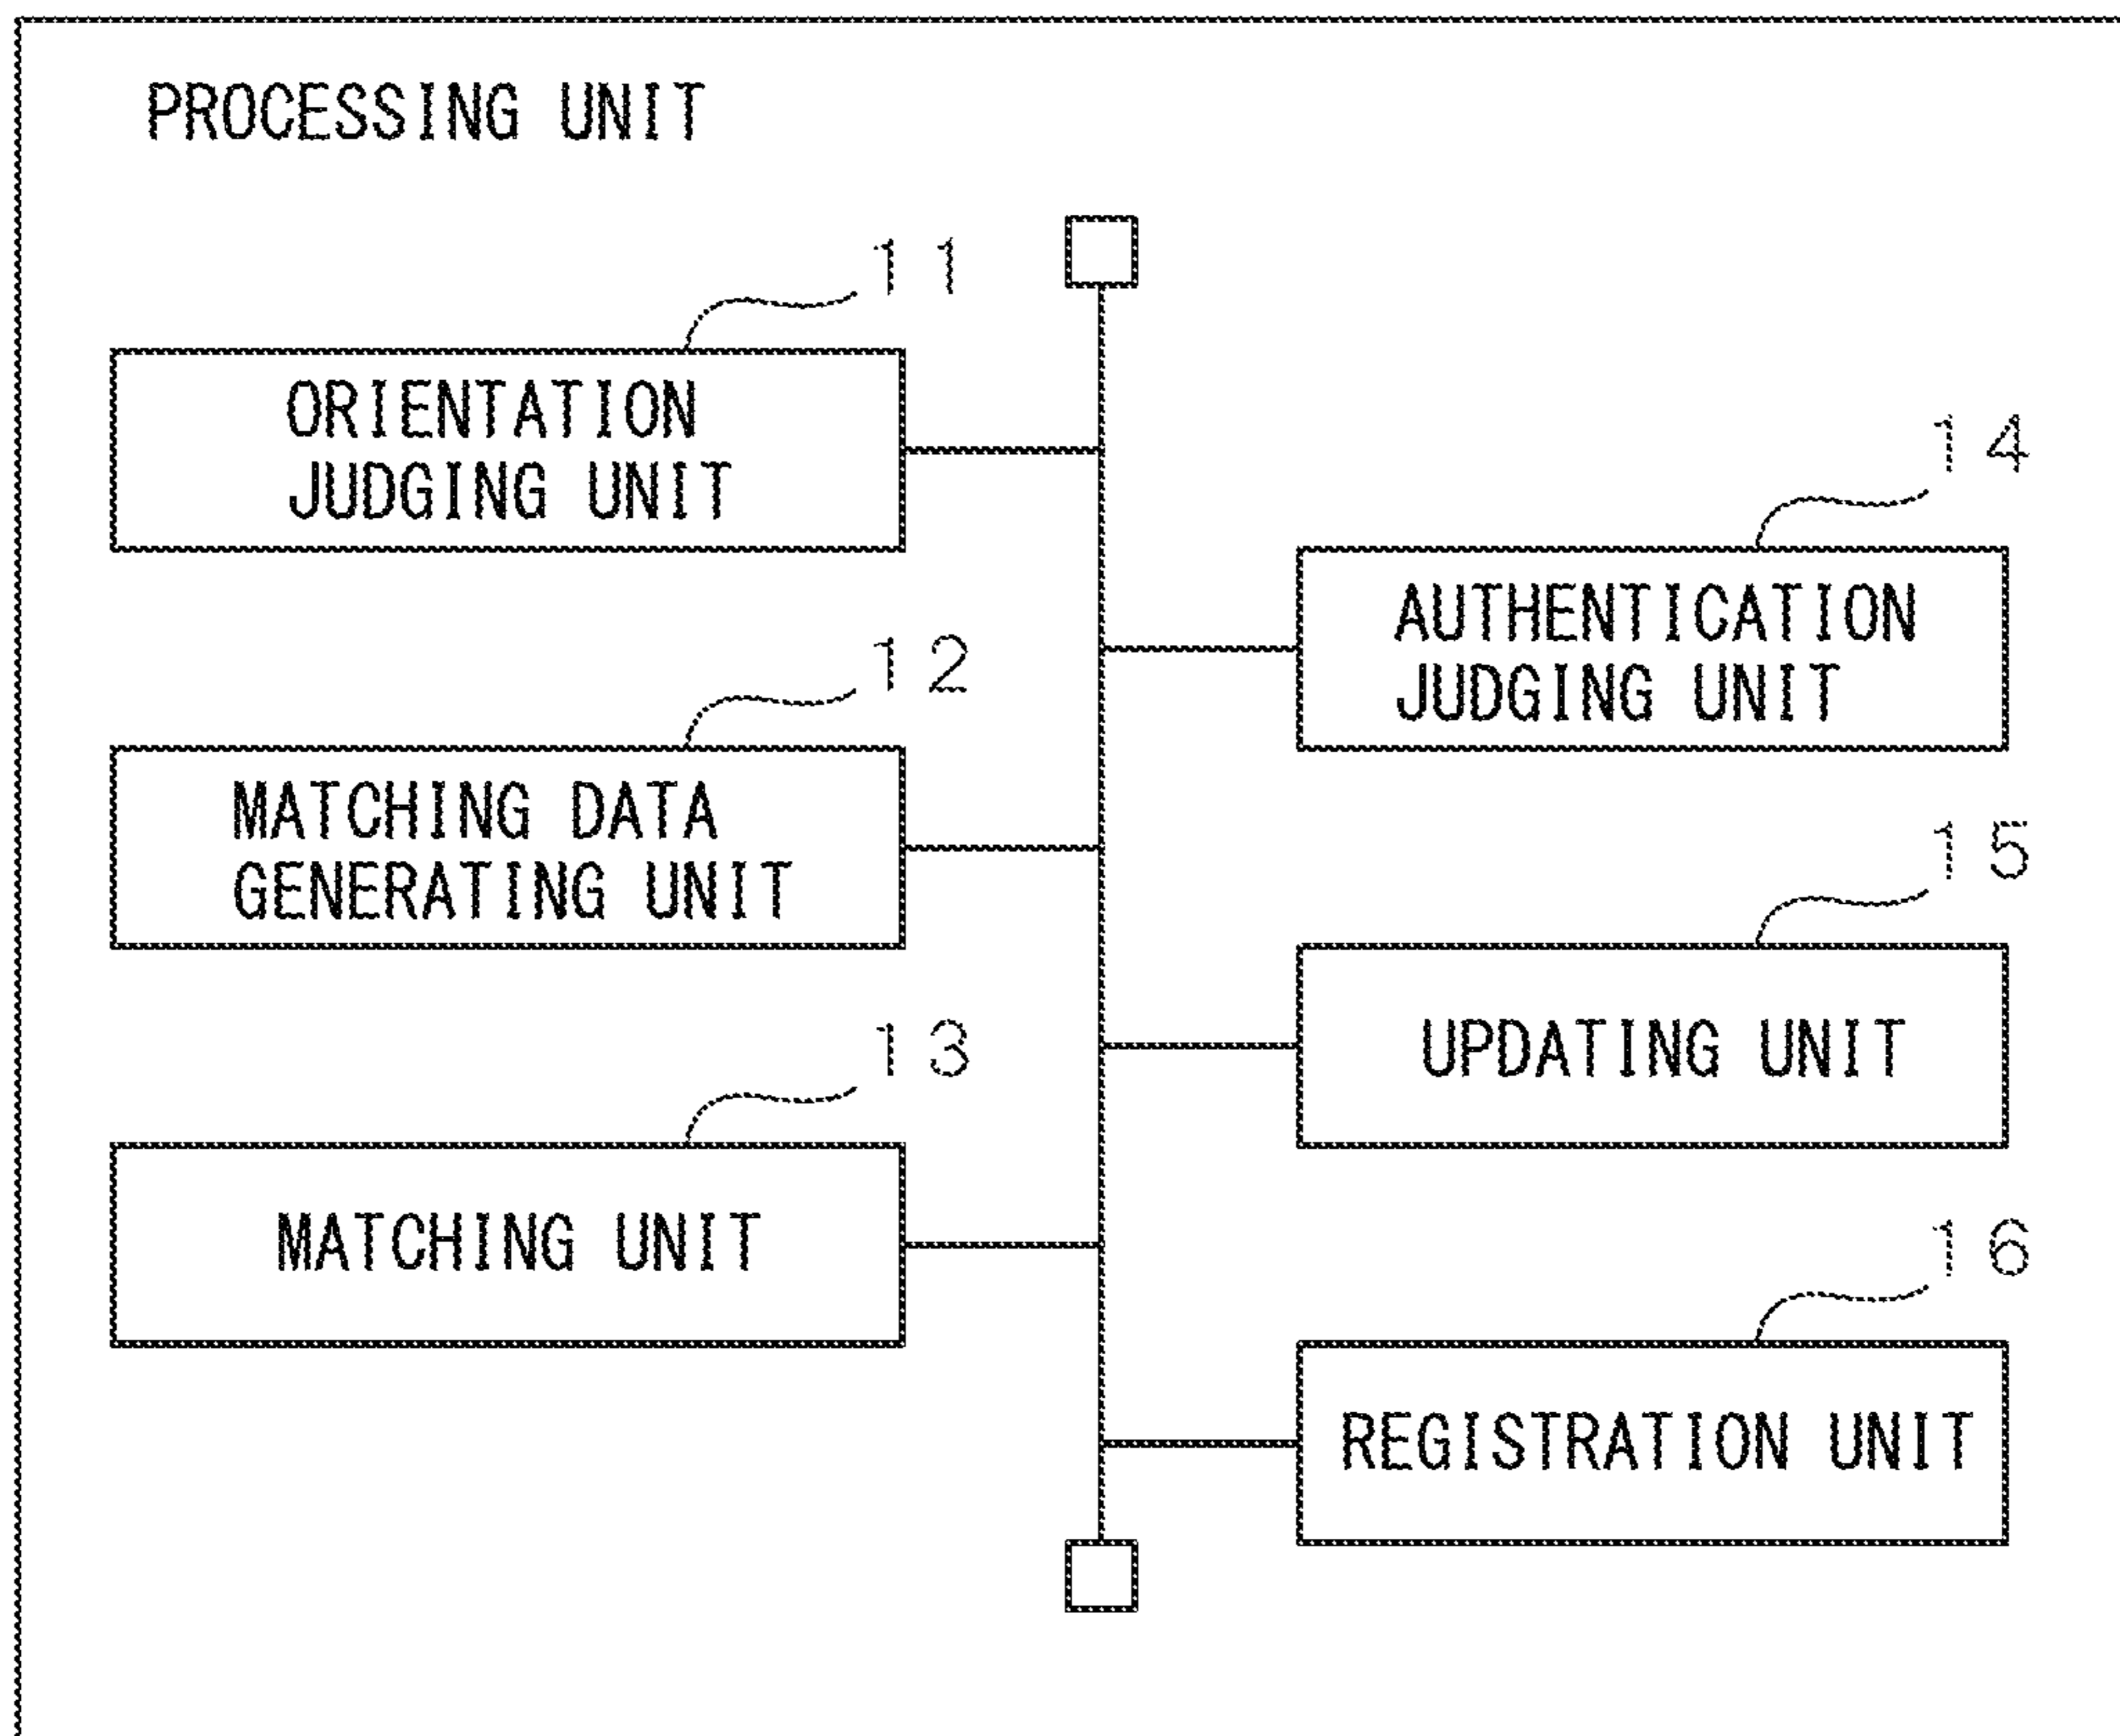 PROCESSING UNIT
11
ORIENTATION
JUDGING UNIT
12
MATCHING DATA
GENERATING UNIT
13
MATCHING UNIT
14
AUTHENTICATION
JUDGING UNIT
15
UPDATING UNIT
16
REGISTRATION UNIT